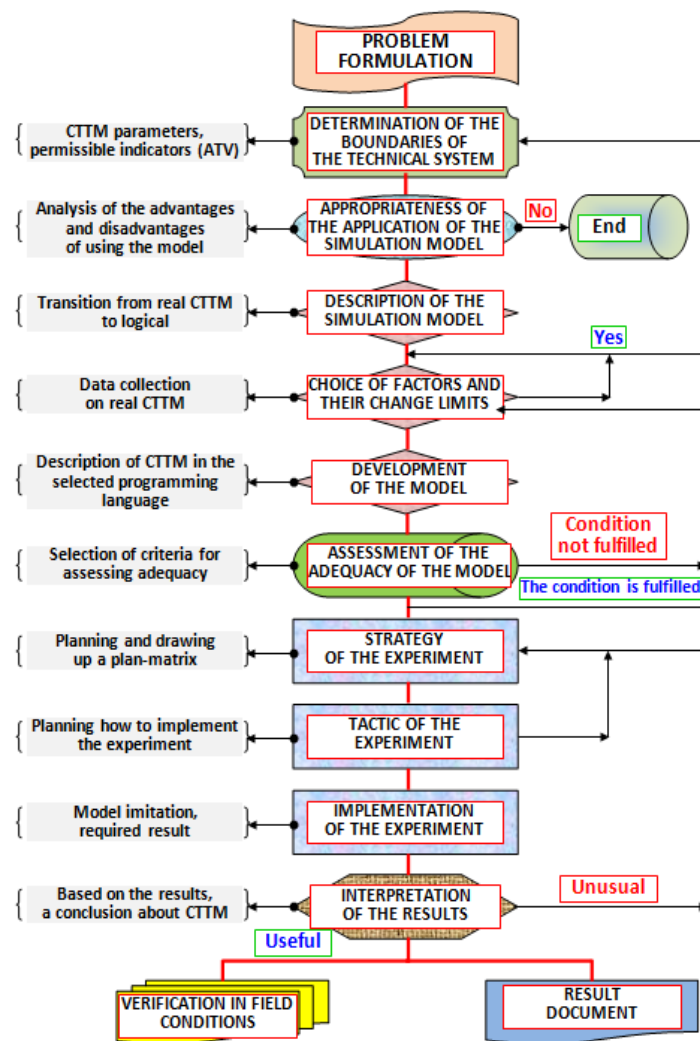 PROBLEM
FORMULATION
CTTM parameters,
permissible indicators (ATV)
DETERMINATION OF THE
BOUNDARIES OF
THE TECHNICAL SYSTEM
Analysis of the advantages
and disadvantages
of using the model
APPROPRIATENESS OF
THE APPLICATION OF THE
SIMULATION MODEL
No
End
Transition from real CTTM
to logical
DESCRIPTION OF THE
SIMULATION MODEL
Yes
Data collection
on real CTTM
CHOICE OF FACTORS AND
THEIR CHANGE LIMITS
Description of CTTM in the
selected programming
language
DEVELOPMENT
OF THE MODEL
Condition
not fulfilled
Selection of criteria for
assessing adequacy
ASSESSMENT OF THE
ADEQUACY OF THE MODEL
The condition is fulfilled
Planning and drawing
up a plan-matrix
STRATEGY
OF THE EXPERIMENT
Planning how to implement
the experiment
TACTIC OF THE
EXPERIMENT
Model imitation,
required result
IMPLEMENTATION
OF THE EXPERIMENT
Based on the results,
a conclusion about CTTM
INTERPRETATION
OF THE RESULTS
Unusual
Useful
VERIFICATION IN FIELD
CONDITIONS
RESULT
DOCUMENT